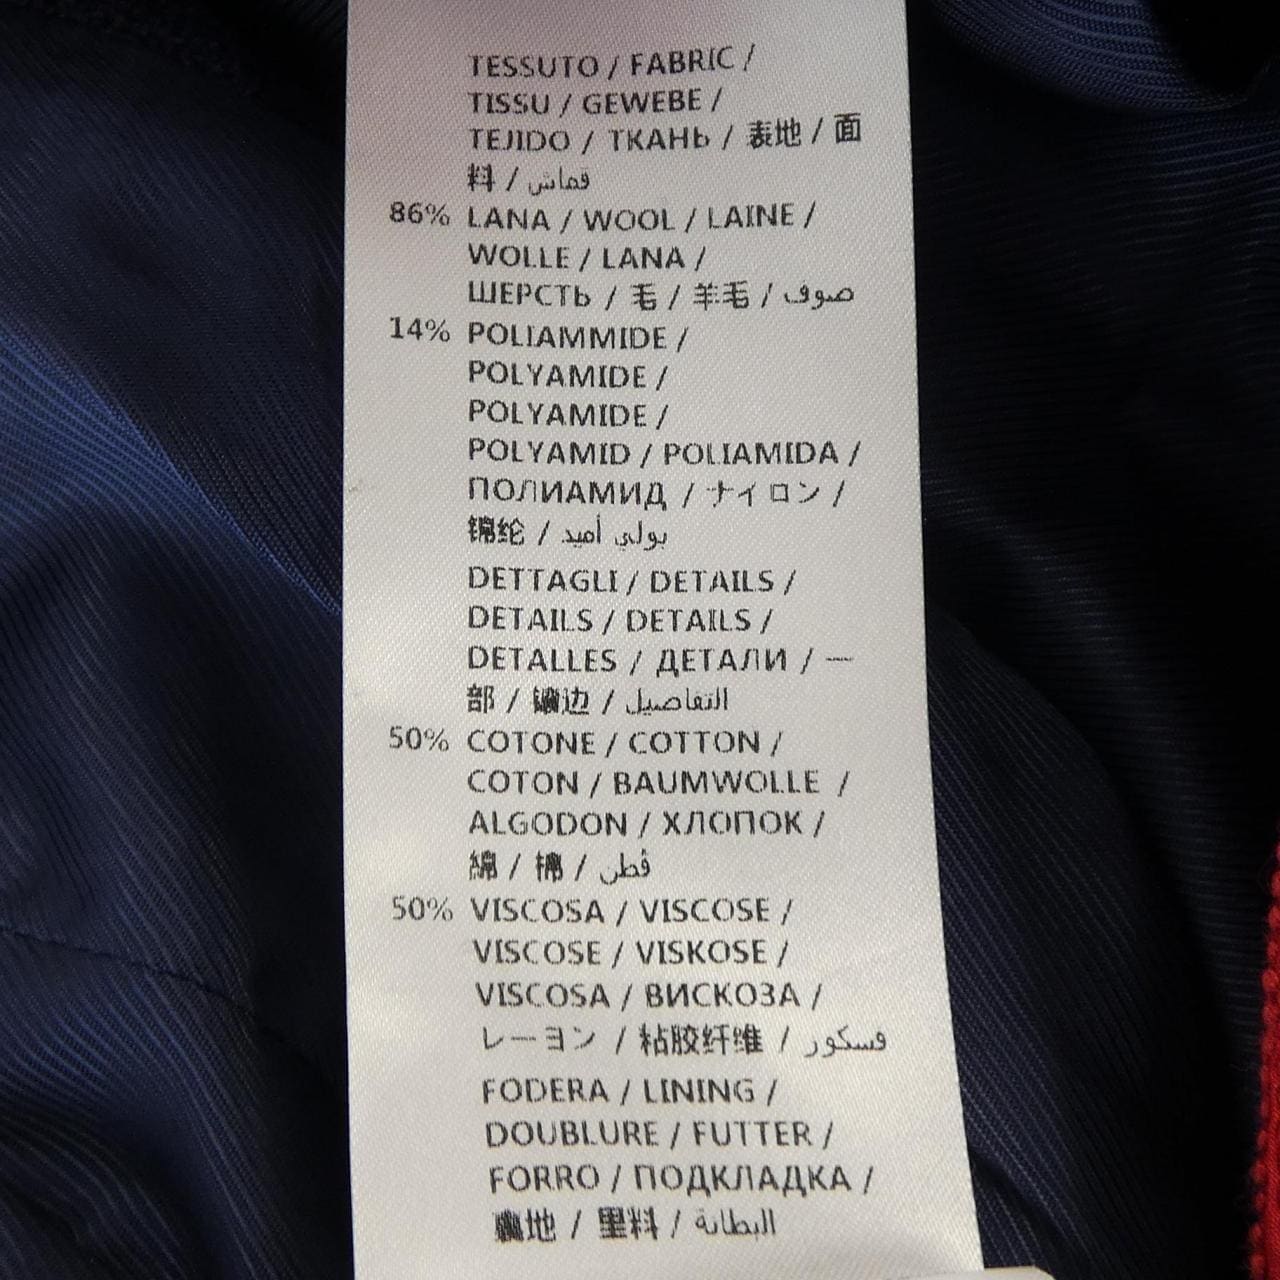 TESSUTO / FABRIC /
TISSU / GEWEBE /
TEJIDO / ТКАНЬ / 表地 / 面
料 / قماش
86% LANA / WOOL / LAINE /
WOLLE / LANA /
ШЕРСТЬ / 毛 / 羊毛 / صوف
14% POLIAMMIDE /
POLYAMIDE /
POLYAMIDE /
POLYAMID / POLIAMIDA /
ПОЛИАМИД / ナイロン /
锦纶 / بولي أميد
DETTAGLI / DETAILS /
DETAILS / DETAILS /
DETALLES / ДЕТАЛИ / 一
部 / 镶边 / التفاصيل
50% COTONE / COTTON /
COTON / BAUMWOLLE /
ALGODON / ХЛОПОК /
綿 / 棉 / قطن
50% VISCOSA / VISCOSE /
VISCOSE / VISKOSE /
VISCOSA / ВИСКОЗА /
レーヨン / 粘胶纤维 / فسكور
FODERA / LINING /
DOUBLURE / FUTTER /
FORRO / ПОДКЛАДКА /
裏地 / 里料 / البطانة